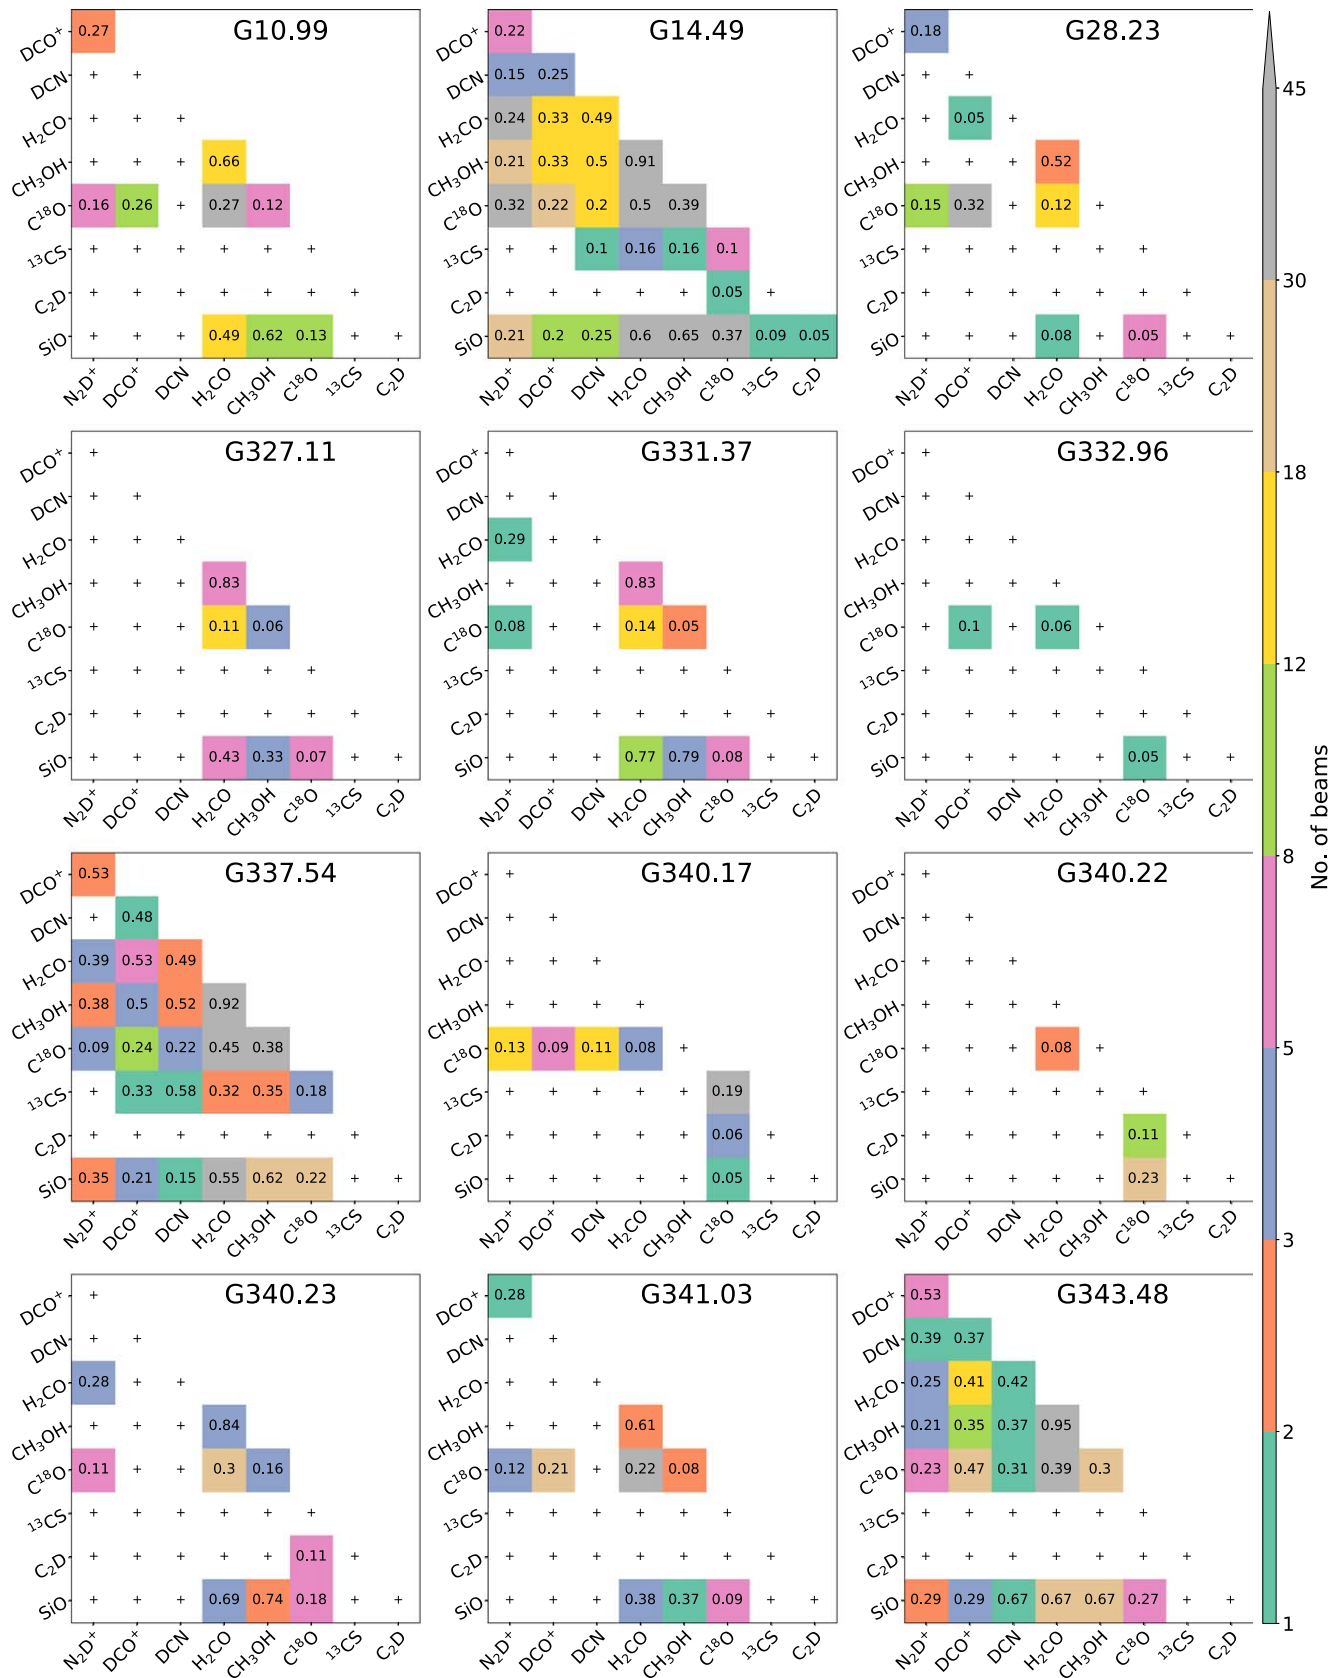 G10.99
DCO⁺ 0.27
DCN + +
H₂CO + + +
CH₃OH + + + 0.66
C¹⁸O 0.16 0.26 + 0.27 0.12
¹³CS + + + + + +
C₂D + + + + + + +
SiO + + + 0.49 0.62 0.13 + +
N₂D⁺ DCO⁺ DCN H₂CO CH₃OH C¹⁸O ¹³CS C₂D
G14.49
DCO⁺ 0.22
DCN 0.15 0.25
H₂CO 0.24 0.33 0.49
CH₃OH 0.21 0.33 0.5 0.91
C¹⁸O 0.32 0.22 0.2 0.5 0.39
¹³CS + + 0.1 0.16 0.16 0.1
C₂D + + + + + 0.05 +
SiO 0.21 0.2 0.25 0.6 0.65 0.37 0.09 0.05
N₂D⁺ DCO⁺ DCN H₂CO CH₃OH C¹⁸O ¹³CS C₂D
G28.23
DCO⁺ 0.18
DCN + +
H₂CO + 0.05 +
CH₃OH + + + 0.52
C¹⁸O 0.15 0.32 + 0.12 +
¹³CS + + + + + +
C₂D + + + + + + +
SiO + + + 0.08 + 0.05 + +
N₂D⁺ DCO⁺ DCN H₂CO CH₃OH C¹⁸O ¹³CS C₂D
G327.11
DCO⁺ +
DCN + +
H₂CO + + +
CH₃OH + + + 0.83
C¹⁸O + + + 0.11 0.06
¹³CS + + + + + +
C₂D + + + + + + +
SiO + + + 0.43 0.33 0.07 + +
N₂D⁺ DCO⁺ DCN H₂CO CH₃OH C¹⁸O ¹³CS C₂D
G331.37
DCO⁺ +
DCN + +
H₂CO 0.29 + +
CH₃OH + + + 0.83
C¹⁸O 0.08 + + 0.14 0.05
¹³CS + + + + + +
C₂D + + + + + + +
SiO + + + 0.77 0.79 0.08 + +
N₂D⁺ DCO⁺ DCN H₂CO CH₃OH C¹⁸O ¹³CS C₂D
G332.96
DCO⁺ +
DCN + +
H₂CO + + +
CH₃OH + + + +
C¹⁸O + 0.1 + 0.06 +
¹³CS + + + + + +
C₂D + + + + + + +
SiO + + + + + 0.05 + +
N₂D⁺ DCO⁺ DCN H₂CO CH₃OH C¹⁸O ¹³CS C₂D
G337.54
DCO⁺ 0.53
DCN + 0.48
H₂CO 0.39 0.53 0.49
CH₃OH 0.38 0.5 0.52 0.92
C¹⁸O 0.09 0.24 0.22 0.45 0.38
¹³CS + 0.33 0.58 0.32 0.35 0.18
C₂D + + + + + + +
SiO 0.35 0.21 0.15 0.55 0.62 0.22 + +
N₂D⁺ DCO⁺ DCN H₂CO CH₃OH C¹⁸O ¹³CS C₂D
G340.17
DCO⁺ +
DCN + +
H₂CO + + +
CH₃OH + + + +
C¹⁸O 0.13 0.09 0.11 0.08 +
¹³CS + + + + + 0.19
C₂D + + + + + 0.06 +
SiO + + + + + 0.05 + +
N₂D⁺ DCO⁺ DCN H₂CO CH₃OH C¹⁸O ¹³CS C₂D
G340.22
DCO⁺ +
DCN + +
H₂CO + + +
CH₃OH + + + +
C¹⁸O + + + 0.08 +
¹³CS + + + + + +
C₂D + + + + + 0.11 +
SiO + + + + + 0.23 + +
N₂D⁺ DCO⁺ DCN H₂CO CH₃OH C¹⁸O ¹³CS C₂D
G340.23
DCO⁺ +
DCN + +
H₂CO 0.28 + +
CH₃OH + + + 0.84
C¹⁸O 0.11 + + 0.3 0.16
¹³CS + + + + + +
C₂D + + + + + 0.11 +
SiO + + + 0.69 0.74 0.18 + +
N₂D⁺ DCO⁺ DCN H₂CO CH₃OH C¹⁸O ¹³CS C₂D
G341.03
DCO⁺ 0.28
DCN + +
H₂CO + + +
CH₃OH + + + 0.61
C¹⁸O 0.12 0.21 + 0.22 0.08
¹³CS + + + + + +
C₂D + + + + + + +
SiO + + + 0.38 0.37 0.09 + +
N₂D⁺ DCO⁺ DCN H₂CO CH₃OH C¹⁸O ¹³CS C₂D
G343.48
DCO⁺ 0.53
DCN 0.39 0.37
H₂CO 0.25 0.41 0.42
CH₃OH 0.21 0.35 0.37 0.95
C¹⁸O 0.23 0.47 0.31 0.39 0.3
¹³CS + + + + + +
C₂D + + + + + + +
SiO 0.29 0.29 0.67 0.67 0.67 0.27 + +
N₂D⁺ DCO⁺ DCN H₂CO CH₃OH C¹⁸O ¹³CS C₂D
45
30
18
12
8
5
3
2
1
No. of beams